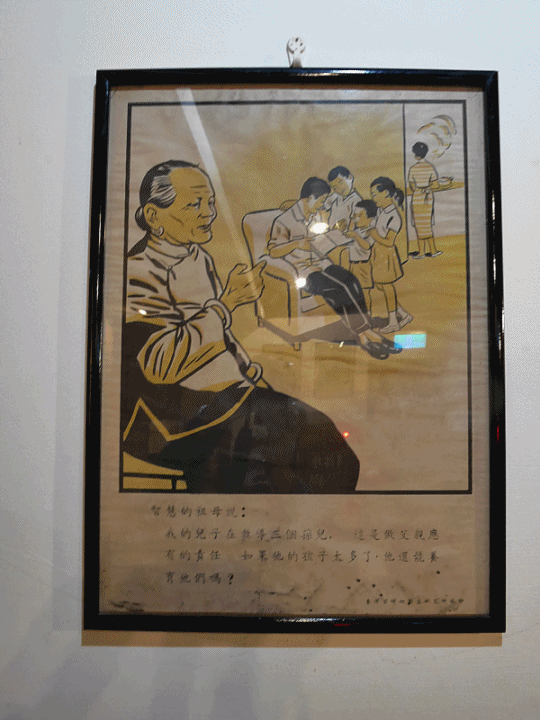 智慧的祖母說：
我的兒子在教導三個孫兒. 這是做父親應
有的責任 如果他的孩子太多了,他還能養
育他們嗎？